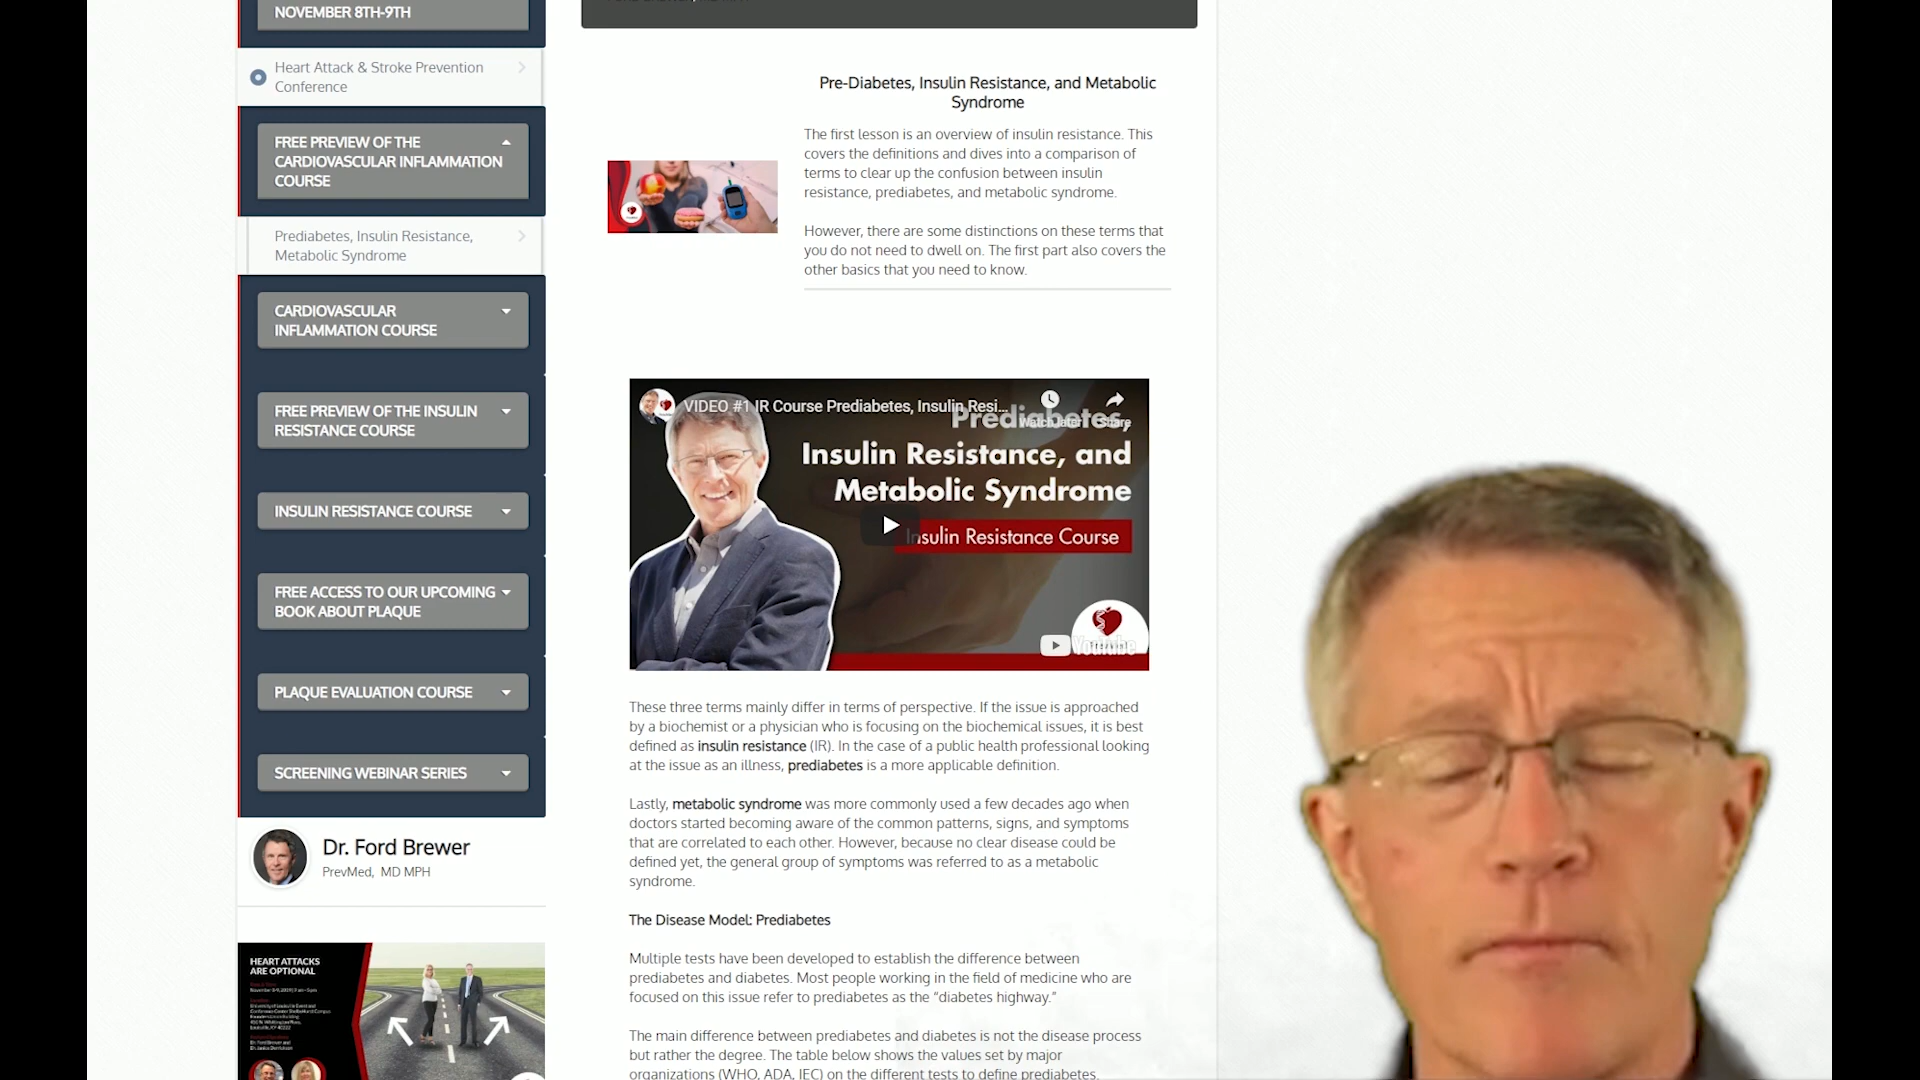 NOVEMBER 8TH-9TH
Heart Attack & Stroke Prevention
Conference
FREE PREVIEW OF THE
CARDIOVASCULAR INFLAMMATION
COURSE
Prediabetes, Insulin Resistance,
Metabolic Syndrome
CARDIOVASCULAR
INFLAMMATION COURSE
FREE PREVIEW OF THE INSULIN
RESISTANCE COURSE
INSULIN RESISTANCE COURSE
FREE ACCESS TO OUR UPCOMING
BOOK ABOUT PLAQUE
PLAQUE EVALUATION COURSE
SCREENING WEBINAR SERIES
Dr. Ford Brewer
PrevMed, MD MPH
HEART ATTACKS
ARE OPTIONAL
Pre-Diabetes, Insulin Resistance, and Metabolic
Syndrome
The first lesson is an overview of insulin resistance. This
covers the definitions and dives into a comparison of
terms to clear up the confusion between insulin
resistance, prediabetes, and metabolic syndrome.
However, there are some distinctions on these terms that
you do not need to dwell on. The first part also covers the
other basics that you need to know.
VIDEO #1 IR Course Prediabetes, Insulin Resi...
Watch later Share
Prediabetes,
Insulin Resistance, and
Metabolic Syndrome
Insulin Resistance Course
YouTube
These three terms mainly differ in terms of perspective. If the issue is approached
by a biochemist or a physician who is focusing on the biochemical issues, it is best
defined as insulin resistance (IR). In the case of a public health professional looking
at the issue as an illness, prediabetes is a more applicable definition.
Lastly, metabolic syndrome was more commonly used a few decades ago when
doctors started becoming aware of the common patterns, signs, and symptoms
that are correlated to each other. However, because no clear disease could be
defined yet, the general group of symptoms was referred to as a metabolic
syndrome.
The Disease Model: Prediabetes
Multiple tests have been developed to establish the difference between
prediabetes and diabetes. Most people working in the field of medicine who are
focused on this issue refer to prediabetes as the “diabetes highway.”
The main difference between prediabetes and diabetes is not the disease process
but rather the degree. The table below shows the values set by major
organizations (WHO, ADA, IEC) on the different tests to define prediabetes.